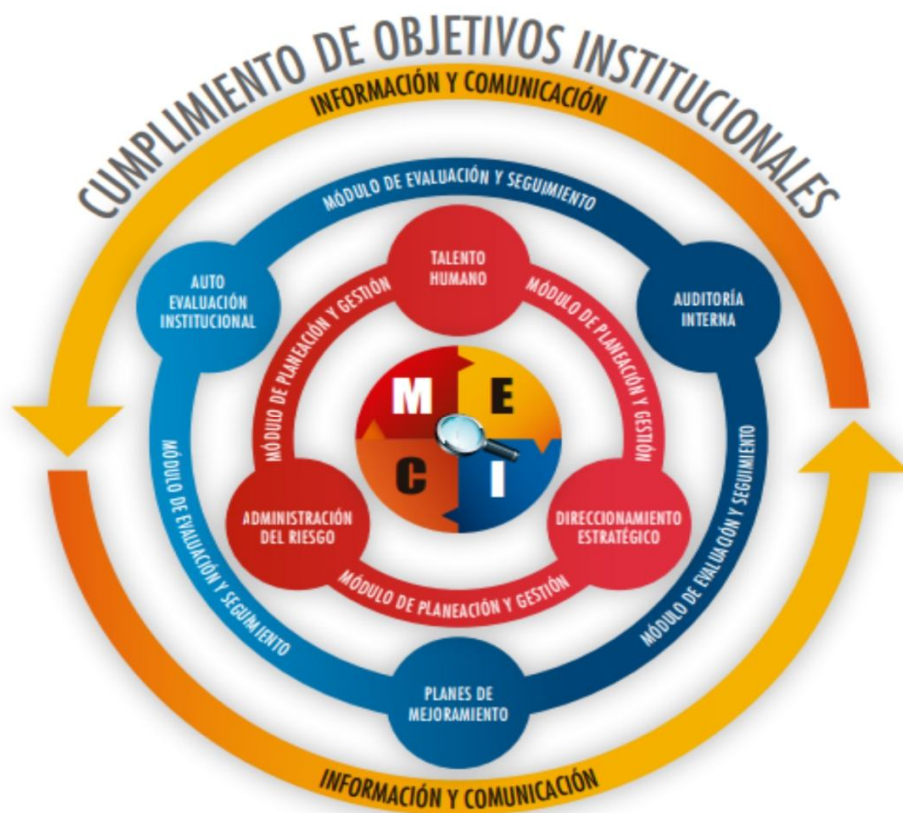 CUMPLIMIENTO DE OBJETIVOS INSTITUCIONALES
INFORMACIÓN Y COMUNICACIÓN
MÓDULO DE EVALUACIÓN Y SEGUIMIENTO
TALENTO
HUMANO
AUTO
EVALUACIÓN
INSTITUCIONAL
AUDITORÍA
INTERNA
MÓDULO DE PLANEACIÓN Y GESTIÓN
MÓDULO DE PLANEACIÓN Y GESTIÓN
M E
C I
MÓDULO DE EVALUACIÓN Y SEGUIMIENTO
MÓDULO DE EVALUACIÓN Y SEGUIMIENTO
ADMINISTRACIÓN
DEL RIESGO
DIRECCIONAMIENTO
ESTRATÉGICO
MÓDULO DE PLANEACIÓN Y GESTIÓN
PLANES DE
MEJORAMIENTO
INFORMACIÓN Y COMUNICACIÓN